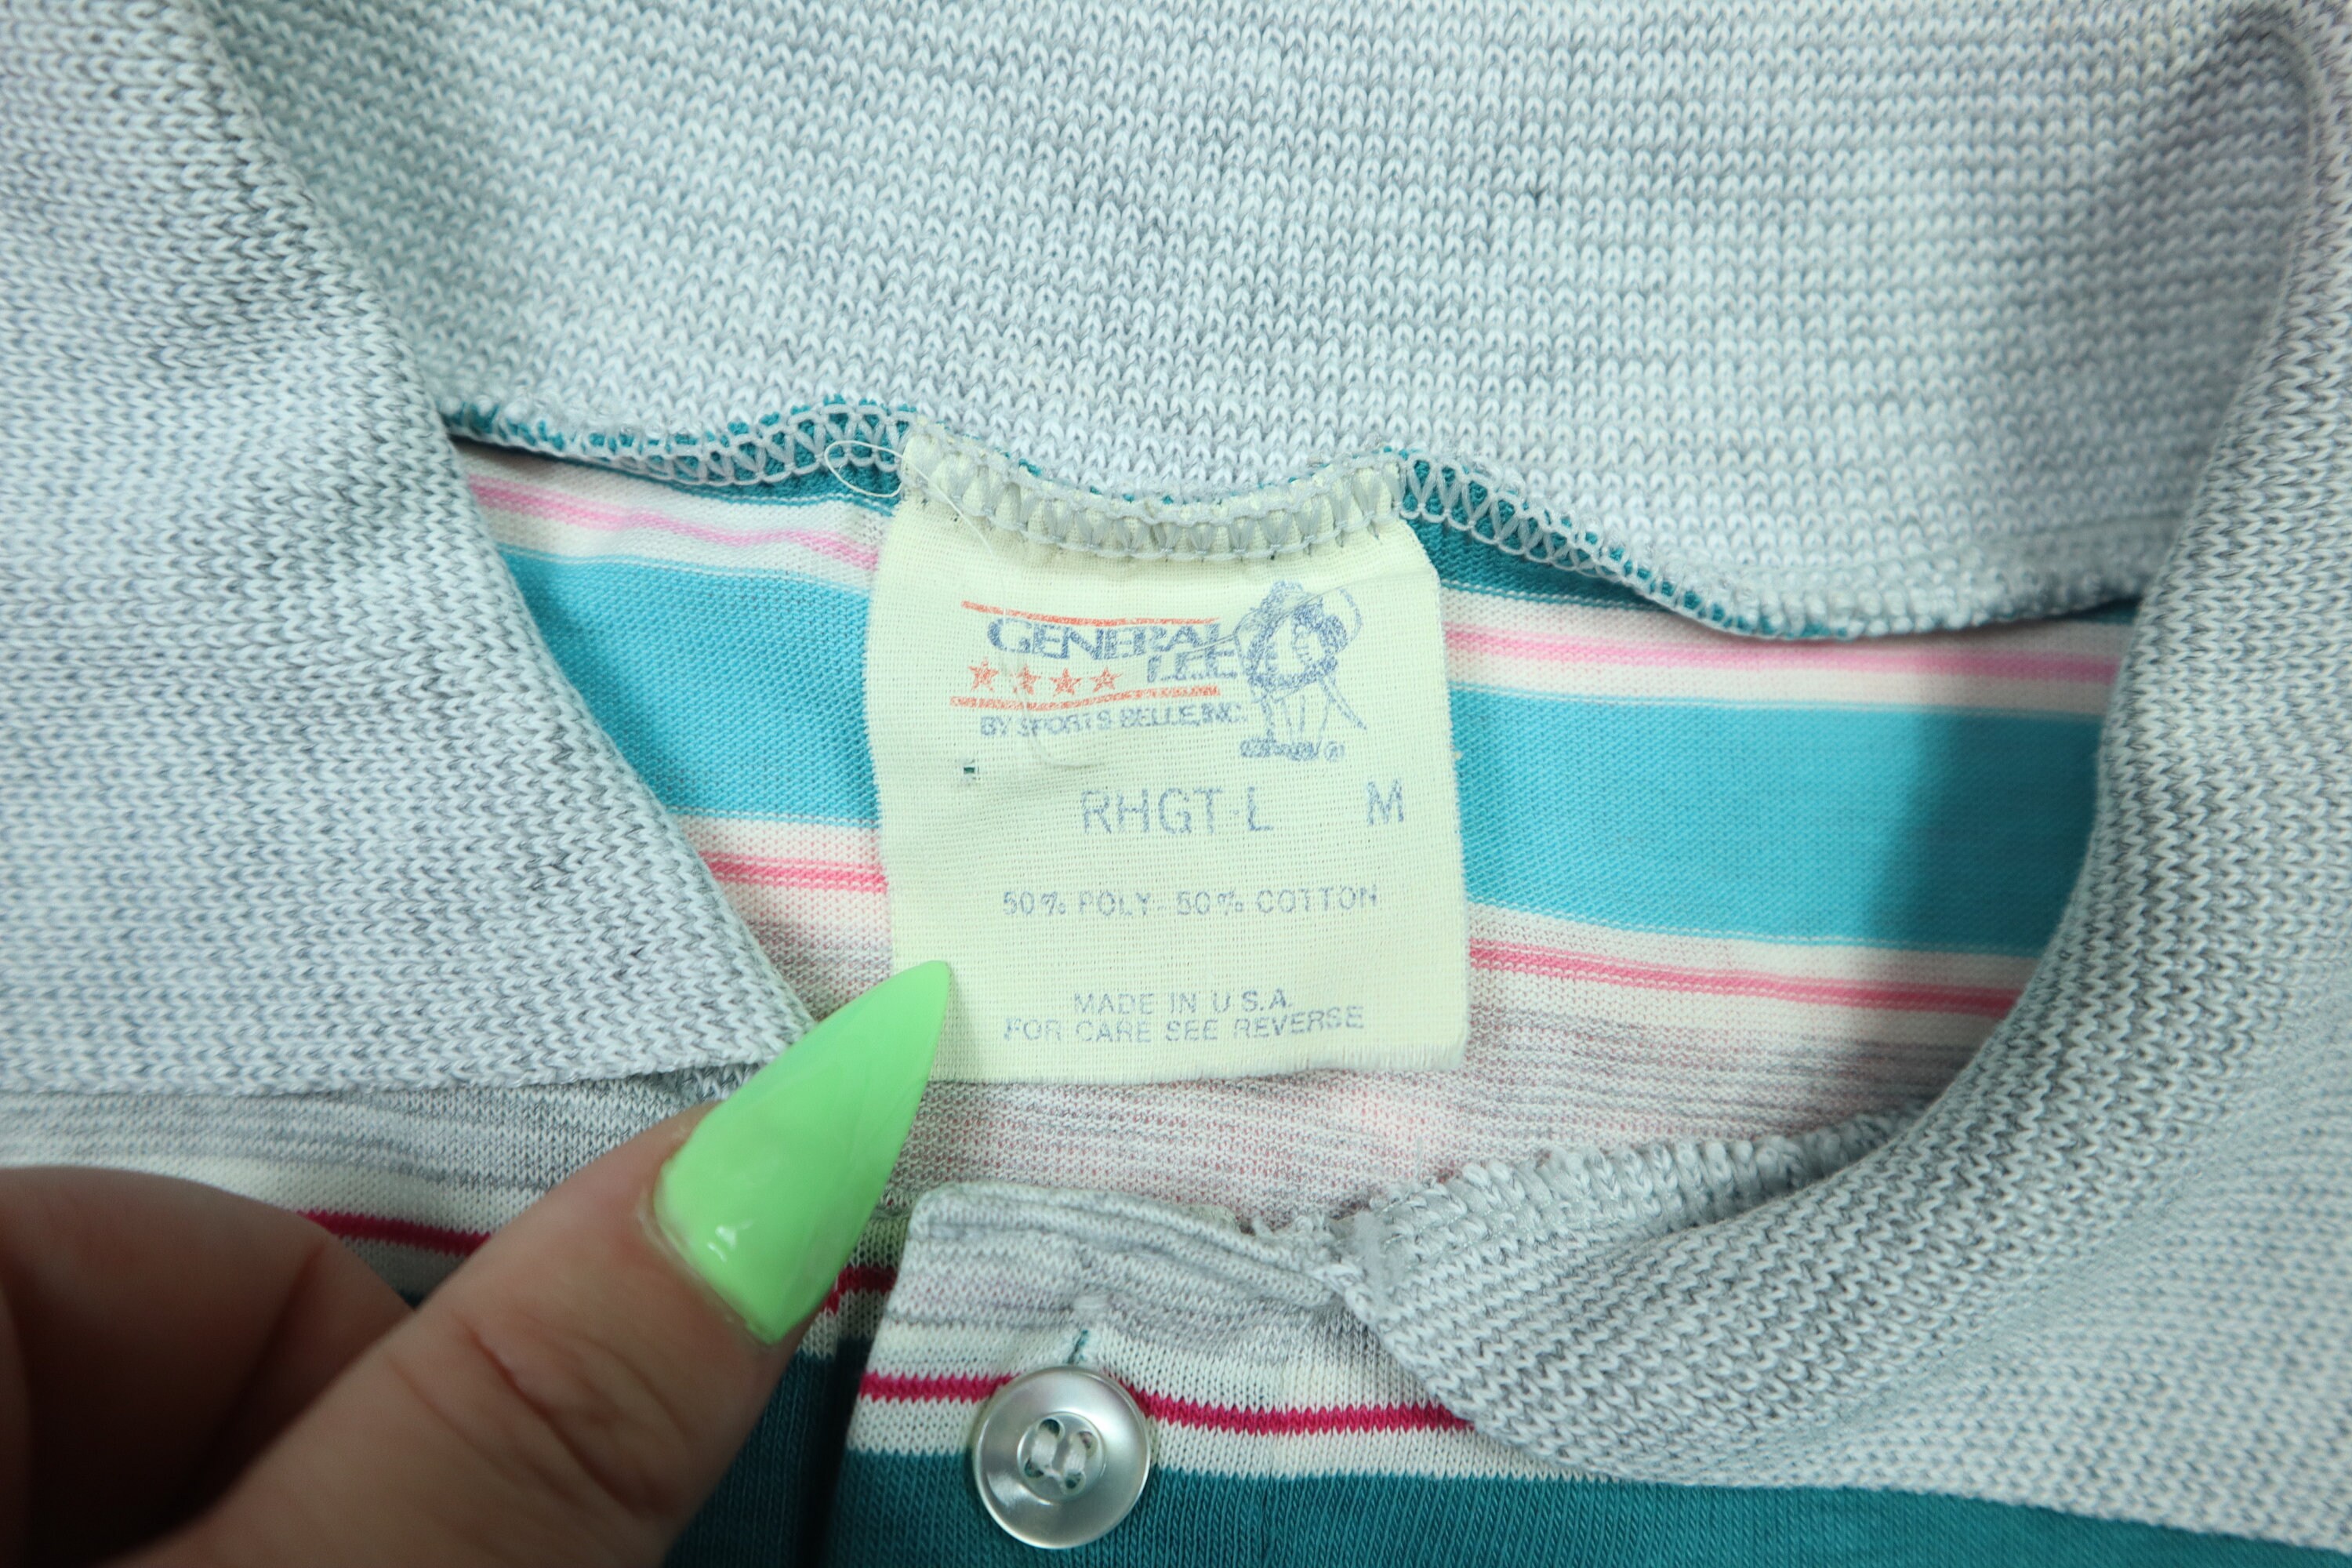 GENERAL
LEE
BY SPORTS BELLE, INC.
RHGT-L M
50% POLY - 50% COTTON
MADE IN U.S.A.
FOR CARE SEE REVERSE